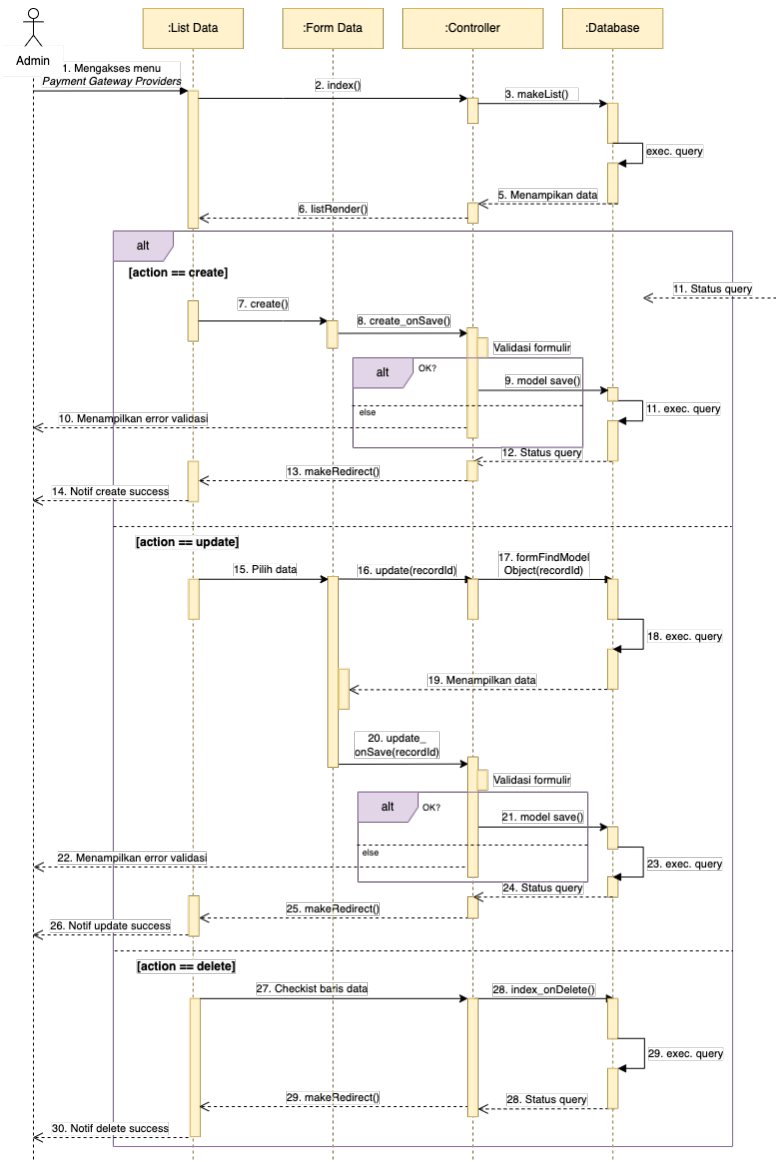 :List Data
:Form Data
:Controller
:Database
Admin
1. Mengakses menu
Payment Gateway Providers
2. index()
3. makeList()
exec. query
5. Menampikan data
6. listRender()
alt
[action == create]
11. Status query
7. create()
8. create_onSave()
Validasi formulir
alt
OK?
9. model save()
else
11. exec. query
10. Menampilkan error validasi
12. Status query
13. makeRedirect()
14. Notif create success
[action == update]
15. Pilih data
16. update(recordId)
17. formFindModel
Object(recordId)
18. exec. query
19. Menampilkan data
20. update_
onSave(recordId)
Validasi formulir
alt
OK?
21. model save()
else
22. Menampilkan error validasi
23. exec. query
24. Status query
25. makeRedirect()
26. Notif update success
[action == delete]
27. Checkist baris data
28. index_onDelete()
29. exec. query
29. makeRedirect()
28. Status query
30. Notif delete success